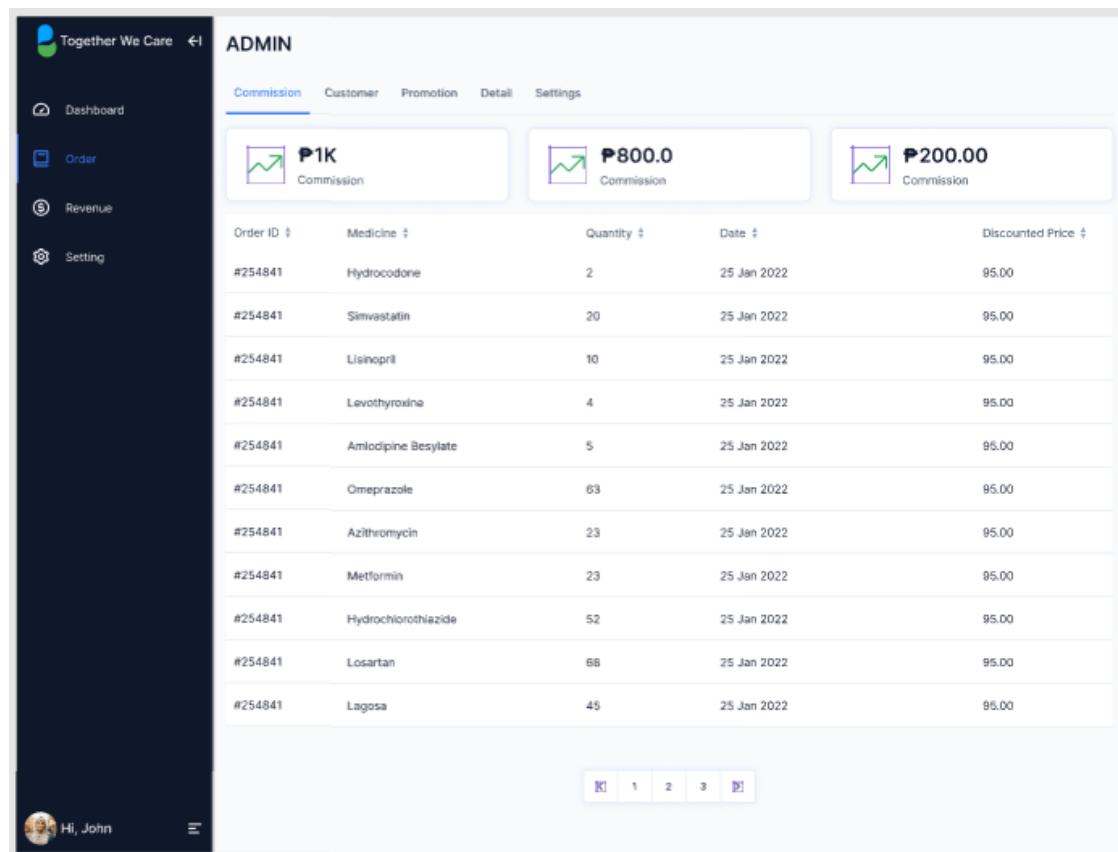 Together We Care
ADMIN
Commission Customer Promotion Detail Settings
Dashboard
Order
Revenue
Setting
₱1K
Commission
₱800.0
Commission
₱200.00
Commission
Order ID Medicine Quantity Date Discounted Price
#254841 Hydrocodone 2 25 Jan 2022 95.00
#254841 Simvastatin 20 25 Jan 2022 95.00
#254841 Lisinopril 10 25 Jan 2022 95.00
#254841 Levothyroxine 4 25 Jan 2022 95.00
#254841 Amlodipine Besylate 5 25 Jan 2022 95.00
#254841 Omeprazole 63 25 Jan 2022 95.00
#254841 Azithromycin 23 25 Jan 2022 95.00
#254841 Metformin 23 25 Jan 2022 95.00
#254841 Hydrochlorothiazide 52 25 Jan 2022 95.00
#254841 Losartan 25 Jan 2022 95.00
#254841 Lagosa 45 25 Jan 2022 95.00
1 2 3
Hi, John